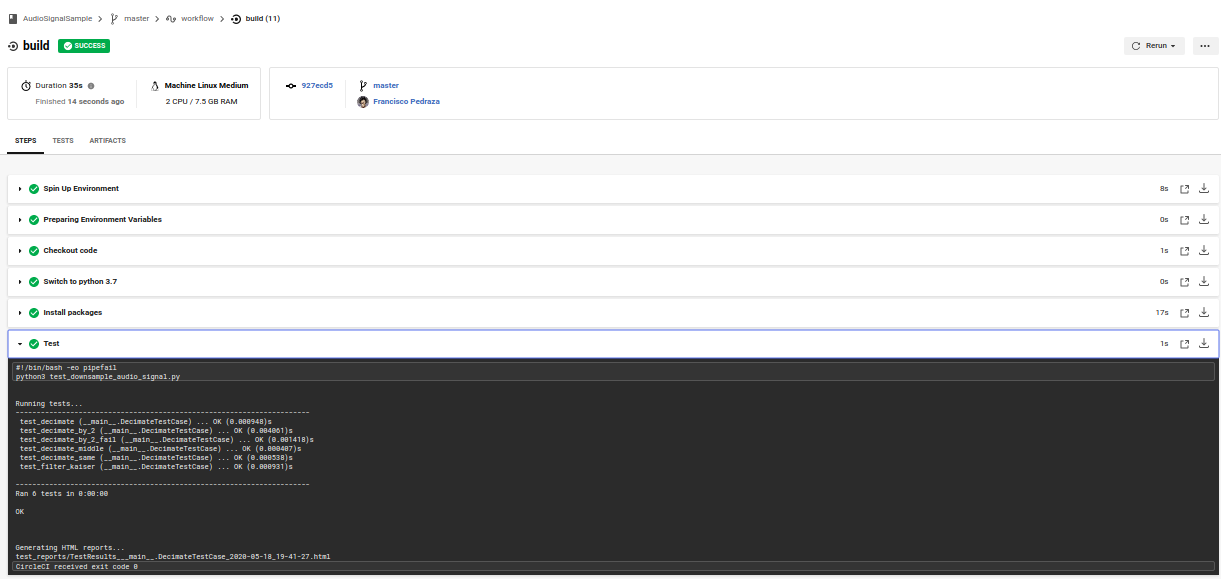 AudioSignalSample master workflow build (11)
build SUCCESS Rerun
Duration 35s Machine Linux Medium 927ecd5 master
Finished 14 seconds ago 2 CPU / 7.5 GB RAM Francisco Pedraza
STEPS TESTS ARTIFACTS
Spin Up Environment 8s
Preparing Environment Variables 0s
Checkout code 1s
Switch to python 3.7 0s
Install packages 17s
Test 1s
#!/bin/bash -eo pipefail
python3 test_downsample_audio_signal.py
Running tests...
----------------------------------------------------------------------
test_decimate (__main__.DecimateTestCase) ... OK (0.000948)s
test_decimate_by_2 (__main__.DecimateTestCase) ... OK (0.004061)s
test_decimate_by_2_fail (__main__.DecimateTestCase) ... OK (0.001418)s
test_decimate_middle (__main__.DecimateTestCase) ... OK (0.000407)s
test_decimate_same (__main__.DecimateTestCase) ... OK (0.000538)s
test_filter_kaiser (__main__.DecimateTestCase) ... OK (0.000931)s
----------------------------------------------------------------------
Ran 6 tests in 0:00:00
OK
Generating HTML reports...
test_reports/TestResults___main__.DecimateTestCase_2020-05-18_19-41-27.html
CircleCI received exit code 0